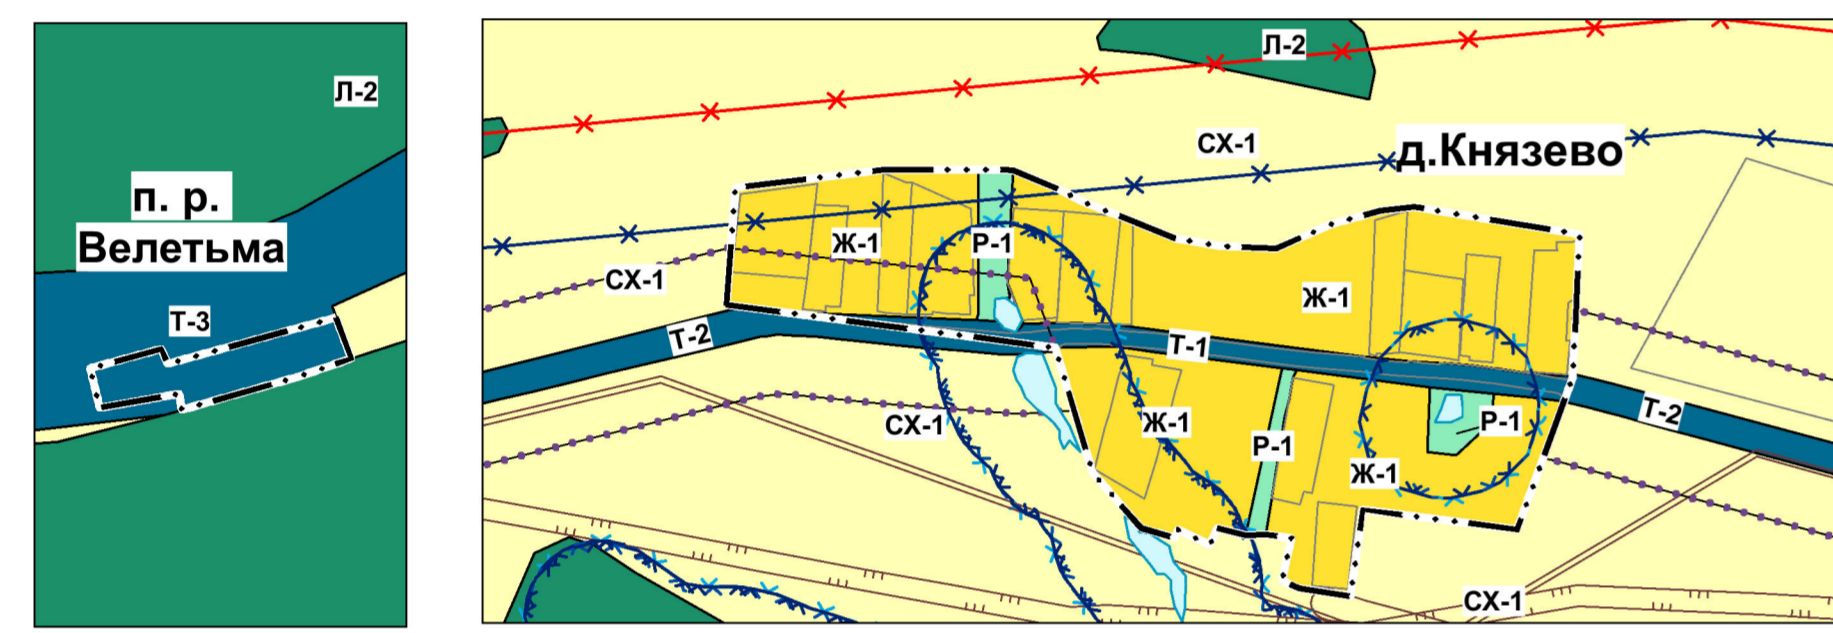 Л-2
п. р.
Велетьма
Т-3
Л-2
СХ-1
д.Князево
Ж-1
Р-1
СХ-1
Ж-1
Т-2
Т-1
СХ-1
Ж-1
Р-1
Р-1
Т-2
Ж-1
СХ-1